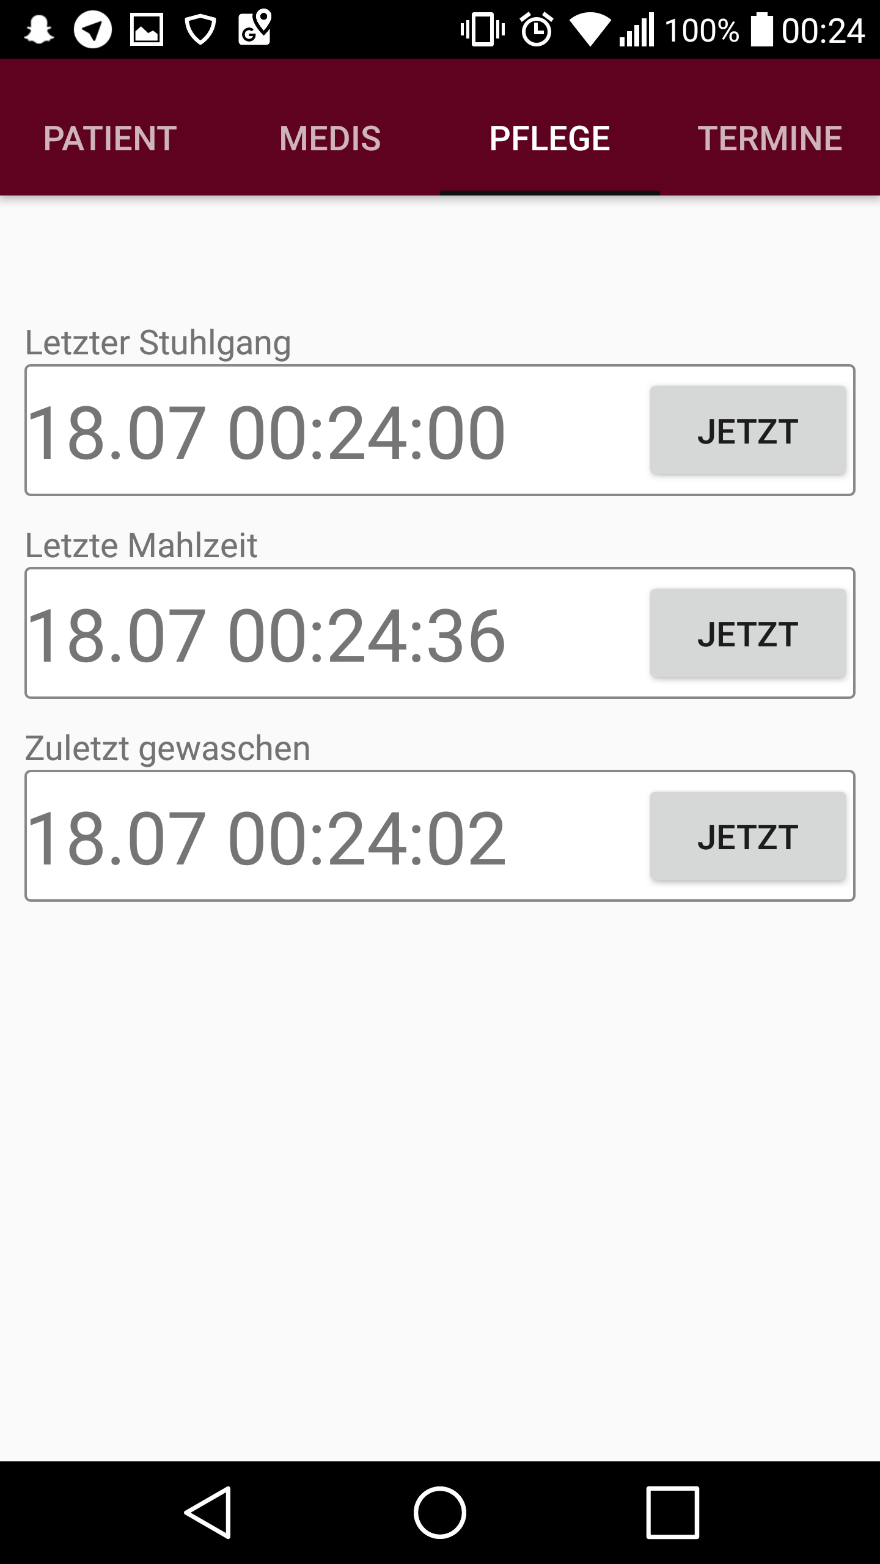 100% 00:24
PATIENT MEDIS PFLEGE TERMINE
Letzter Stuhlgang
18.07 00:24:00 JETZT
Letzte Mahlzeit
18.07 00:24:36 JETZT
Zuletzt gewaschen
18.07 00:24:02 JETZT